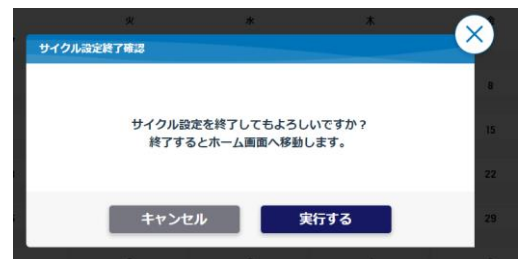 火 水 木
サイクル設定終了確認
8
サイクル設定を終了してもよろしいですか？
終了するとホーム画面へ移動します。
15
22
キャンセル 実行する
29